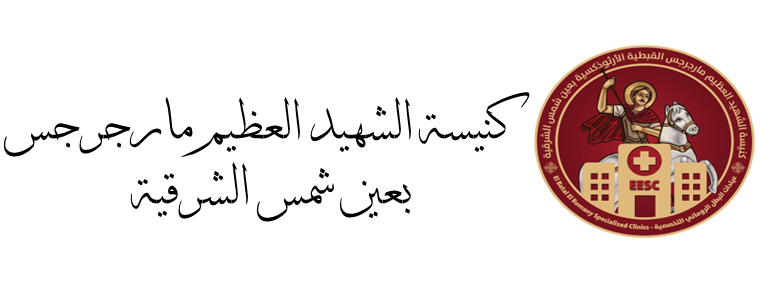 كنيسة الشهيد العظيم مارجرجس
بعين شمس الشرقية
كنيسة الشهيد العظيم مارجرجس القبطية الأرثوذكسية بعين شمس الشرقية
EESC
El Batal El Romany Specialized Clinics - عيادات البطل الروماني التخصصية